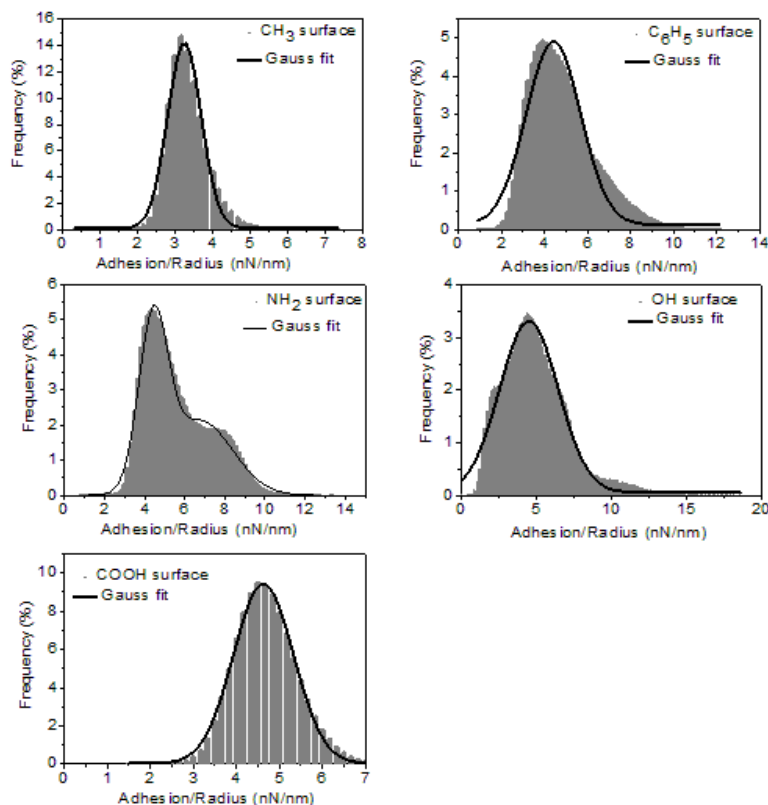 16
14
12
10
8
6
4
2
0
Frequency (%)
CH3 surface
Gauss fit
0 1 2 3 4 5 6 7 8
Adhesion/Radius (nN/nm)
5
4
3
2
1
0
Frequency (%)
C6H5 surface
Gauss fit
0 2 4 6 8 10 12 14
Adhesion/Radius (nN/nm)
6
5
4
3
2
1
0
Frequency (%)
NH2 surface
Gauss fit
2 4 6 8 10 12 14
Adhesion/Radius (nN/nm)
4
3
2
1
0
Frequency (%)
OH surface
Gauss fit
0 5 10 15 20
Adhesion/Radius (nN/nm)
10
8
6
4
2
0
Frequency (%)
COOH surface
Gauss fit
0 1 2 3 4 5 6 7
Adhesion/Radius (nN/nm)